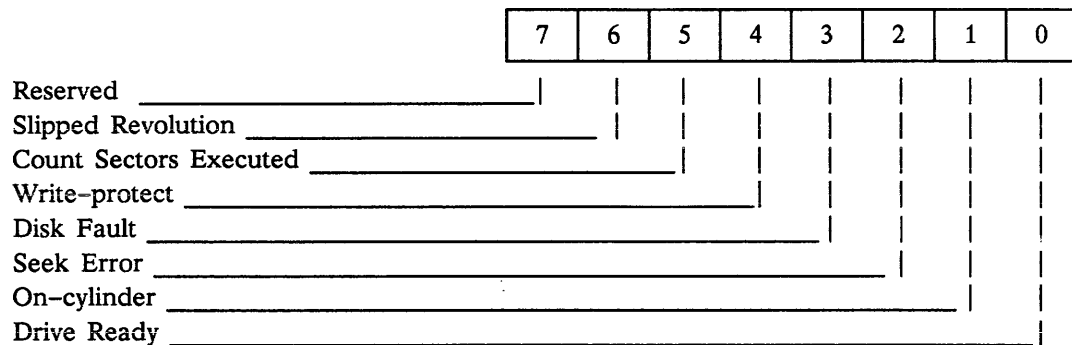 7 6 5 4 3 2 1 0
Reserved
Slipped Revolution
Count Sectors Executed
Write-protect
Disk Fault
Seek Error
On-cylinder
Drive Ready